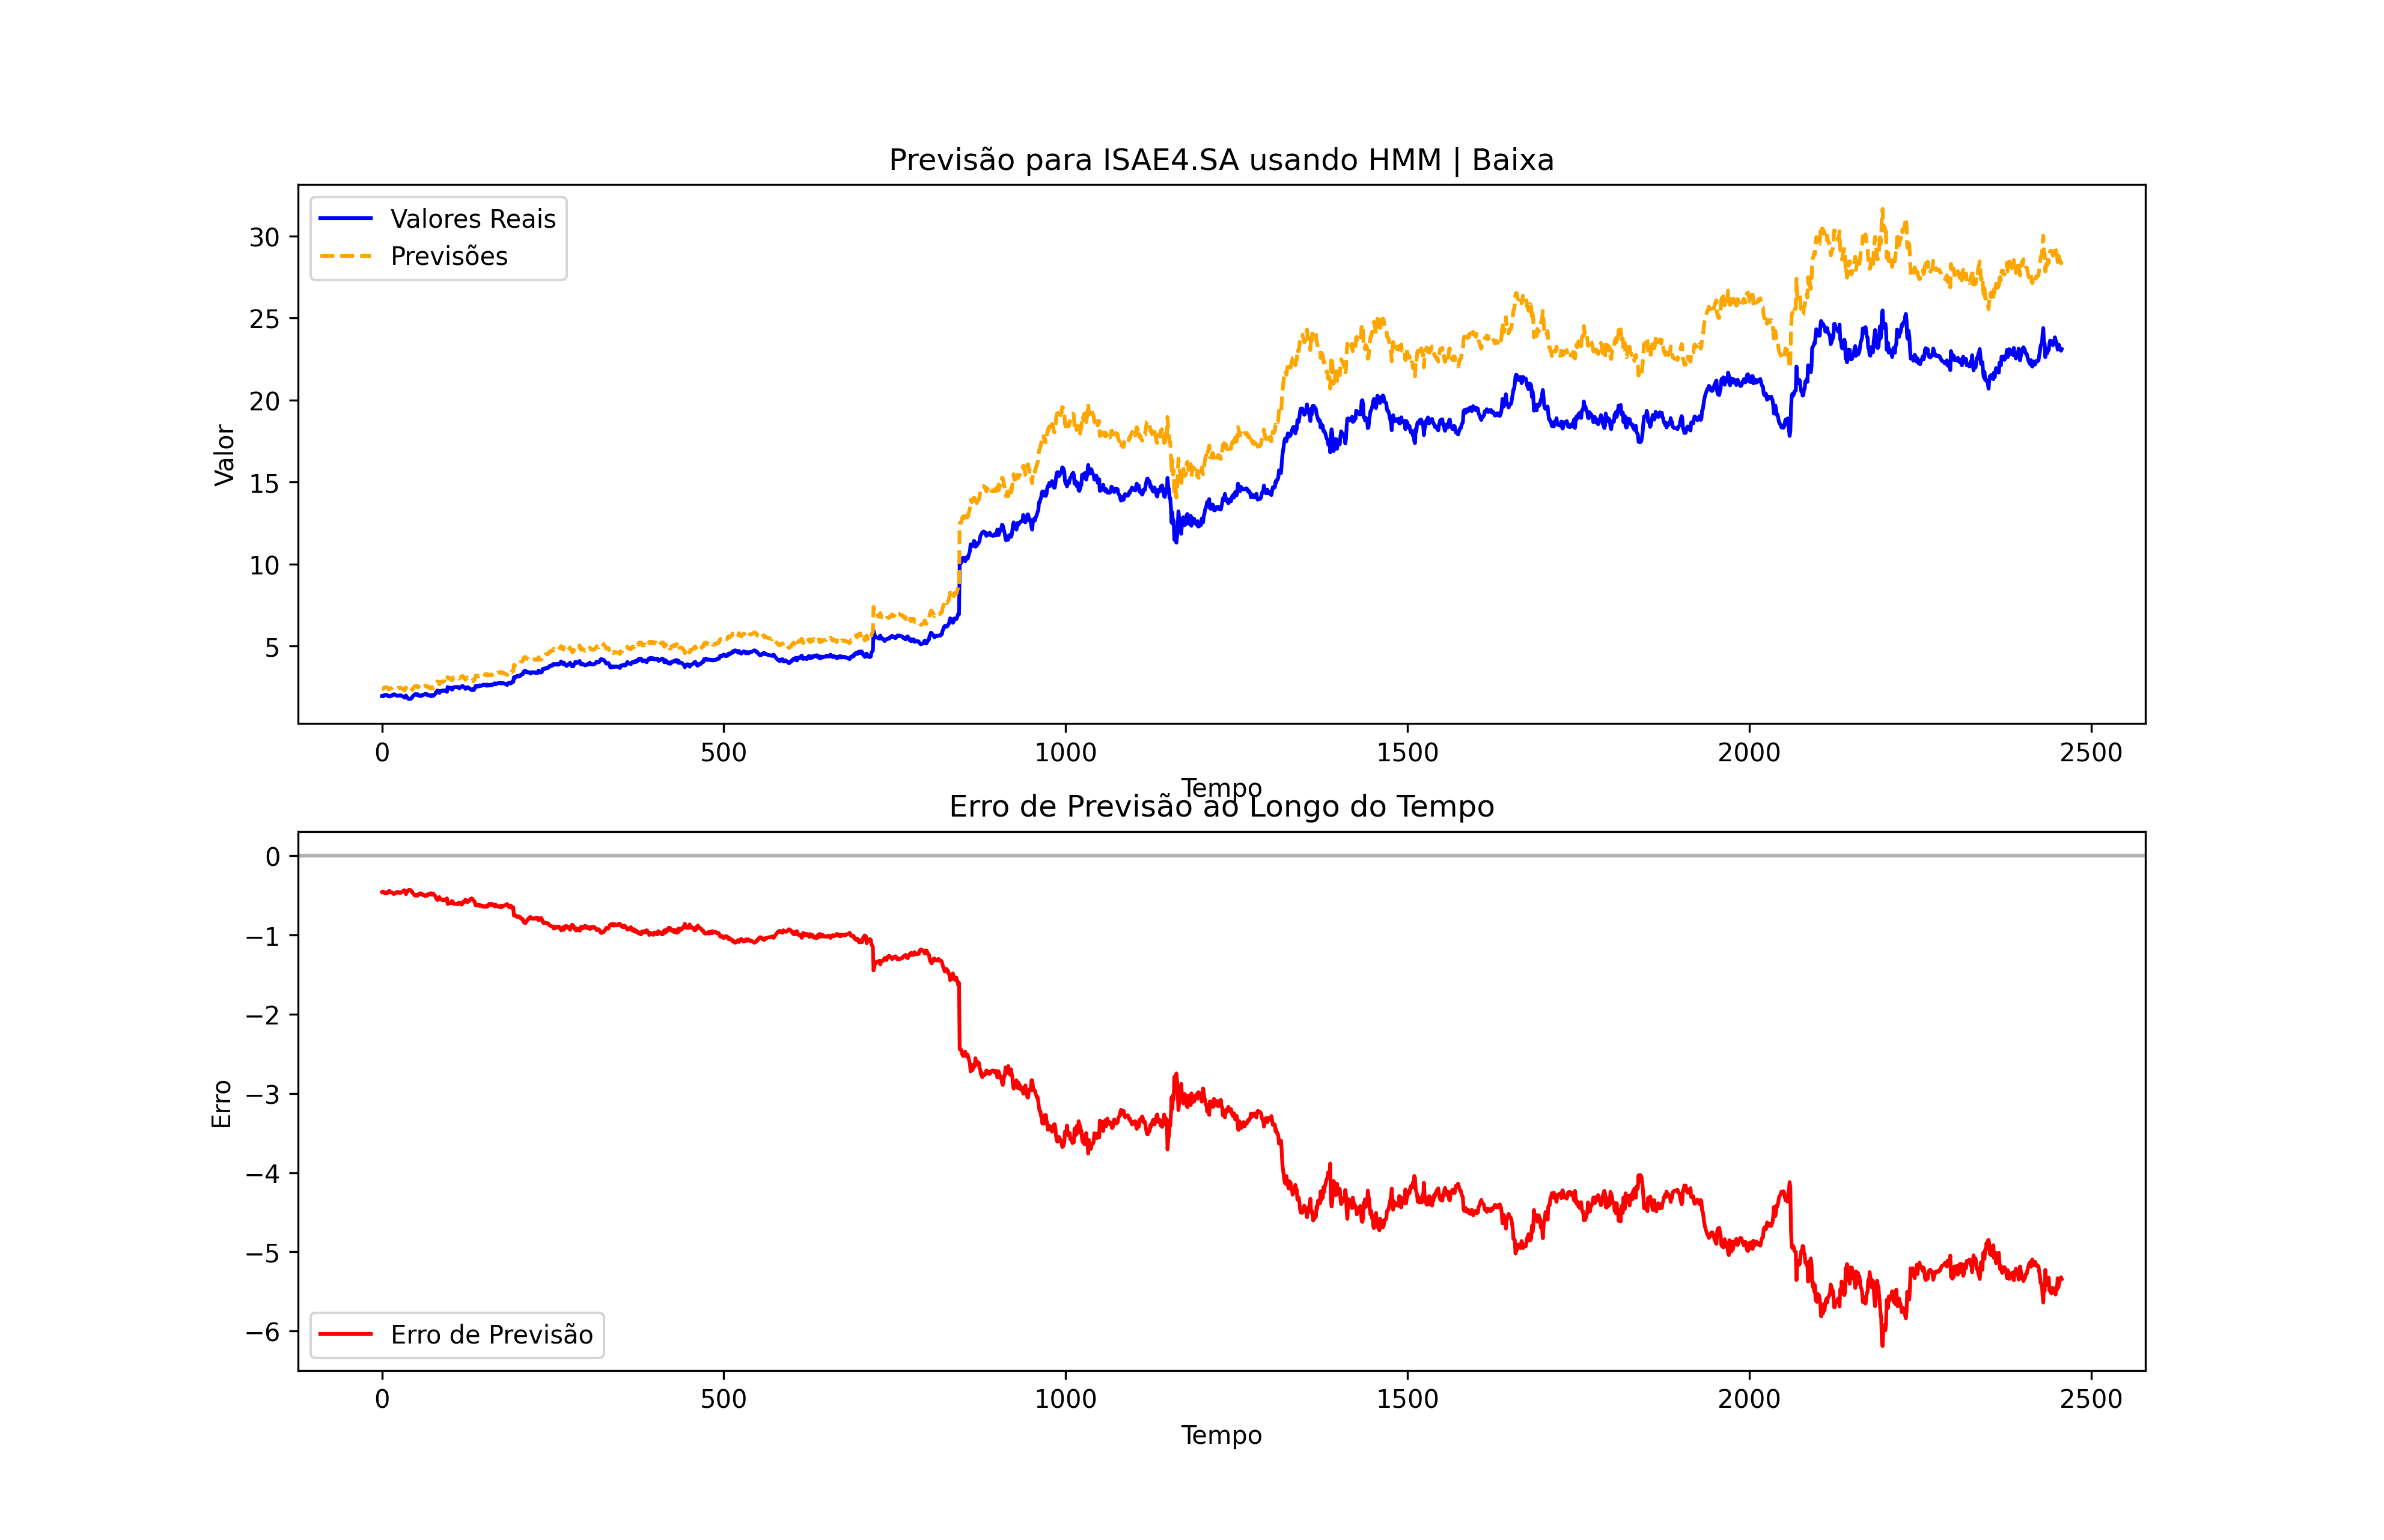 Previsão para ISAE4.SA usando HMM | Baixa
Valores Reais
Previsões
Valor
30
25
20
15
10
5
0
500
1000
1500
2000
2500
Tempo
Erro de Previsão ao Longo do Tempo
Erro
0
−1
−2
−3
−4
−5
−6
Erro de Previsão
0
500
1000
1500
2000
2500
Tempo